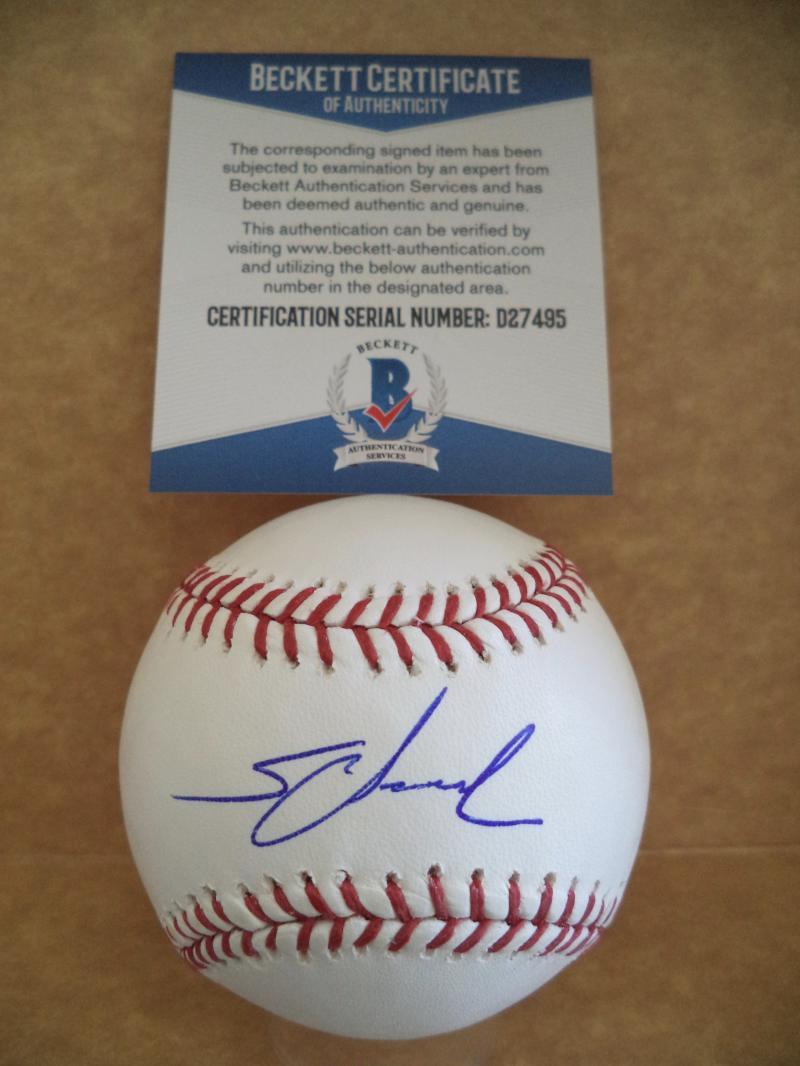 BECKETT CERTIFICATE
OF AUTHENTICITY
The corresponding signed item has been
subjected to examination by an expert from
Beckett Authentication Services and has
been deemed authentic and genuine.
This authentication can be verified by
visiting www.beckett-authentication.com
and utilizing the below authentication
number in the designated area.
CERTIFICATION SERIAL NUMBER: D27495
BECKETT
B
AUTHENTICATION
SERVICES